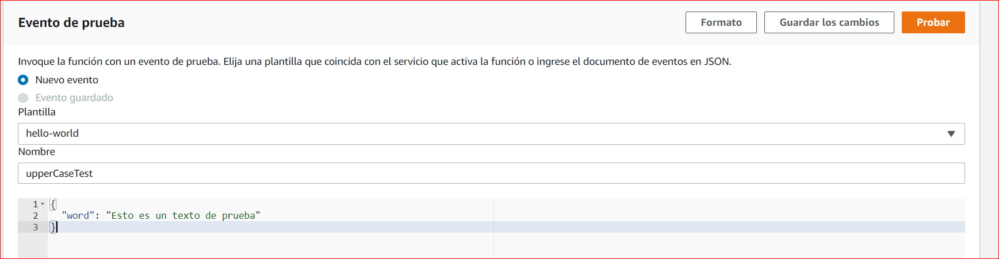 Evento de prueba
Formato
Guardar los cambios
Probar
Invoque la función con un evento de prueba. Elija una plantilla que coincida con el servicio que activa la función o ingrese el documento de eventos en JSON.
Nuevo evento
Evento guardado
Plantilla
hello-world
Nombre
upperCaseTest
1 {
2 "word": "Esto es un texto de prueba"
3 }